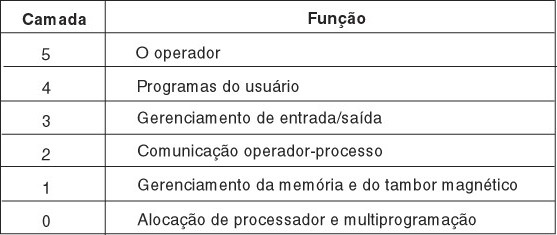 Camada Função
5 O operador
4 Programas do usuário
3 Gerenciamento de entrada/saída
2 Comunicação operador-processo
1 Gerenciamento da memória e do tambor magnético
0 Alocação de processador e multiprogramação